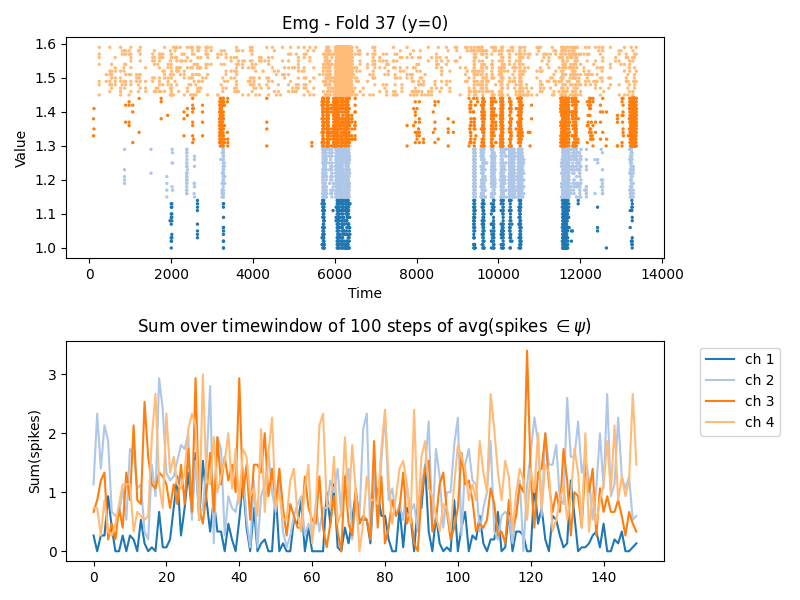 Emg - Fold 37 (y=0)
1.6
1.5
1.4
1.3
1.2
1.1
1.0
Value
0 2000 4000 6000 8000 10000 12000 14000
Time
Sum over timewindow of 100 steps of avg(spikes ∈ ψ)
3
2
1
0
Sum(spikes)
0 20 40 60 80 100 120 140
ch 1
ch 2
ch 3
ch 4